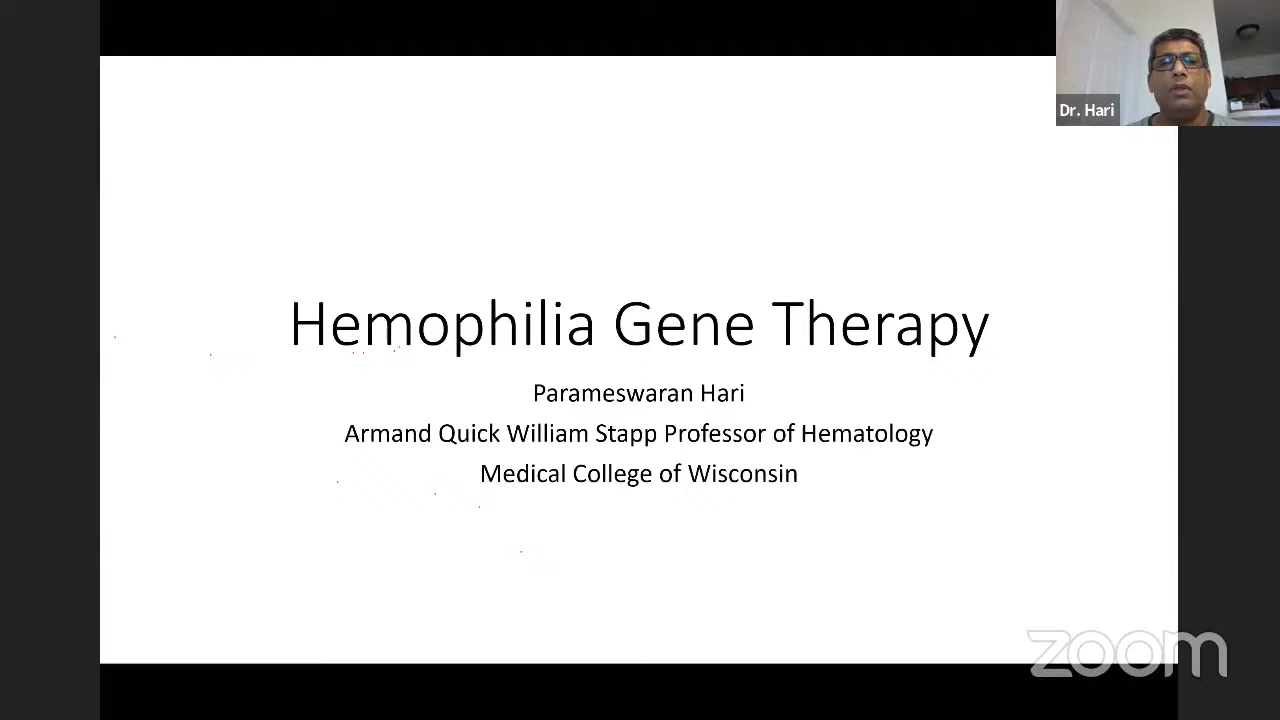 Dr. Hari
Hemophilia Gene Therapy
Parameswaran Hari
Armand Quick William Stapp Professor of Hematology
Medical College of Wisconsin
zoom